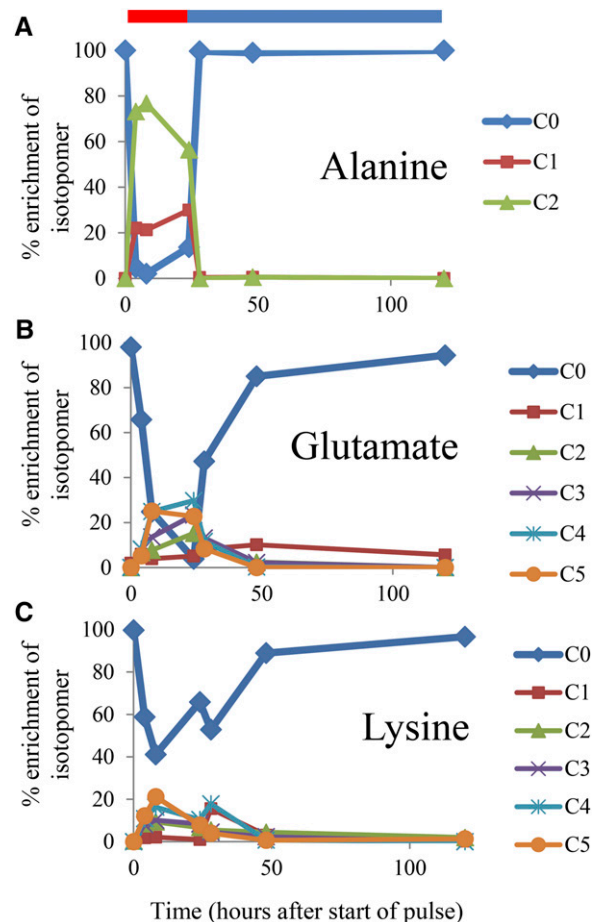 A
% enrichment of
isotopomer
100
80
60
40
20
0
0
50
100
Alanine
C0
C1
C2
B
% enrichment of
isotopomer
100
80
60
40
20
0
0
50
100
Glutamate
C0
C1
C2
C3
C4
C5
C
% enrichment of
isotopomer
100
80
60
40
20
0
0
50
100
Lysine
C0
C1
C2
C3
C4
C5
Time (hours after start of pulse)